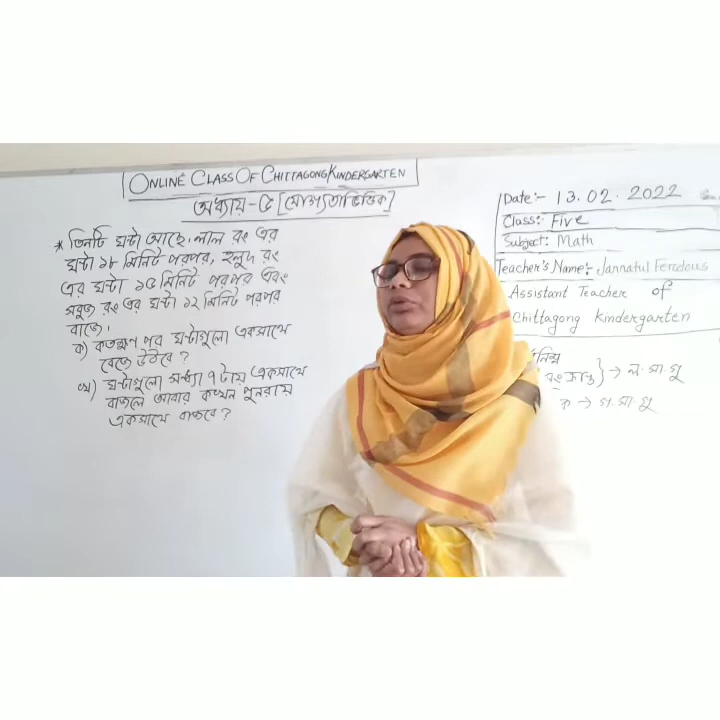 ONLINE CLASS OF CHITTAGONG KINDERGARTEN
অধ্যায়-৫ [যোগ্যতাভিত্তিক]
* তিনটি ঘন্টা আছে। লাল রং এর
ঘন্টা ১৮ মিনিট পরপর, হলুদ রং
এর ঘন্টা ১৫ মিনিট পরপর এবং
সবুজ রং এর ঘন্টা ১২ মিনিট পরপর
বাজে।
ক) কতক্ষণ পর ঘন্টাগুলো একসাথে
বেজে উঠবে?
খ) ঘন্টাগুলো সন্ধ্যা ৭ টায় একসাথে
বাজলে আবার কখন পুনরায়
একসাথে বাজবে?
Date:- 13.02.2022
Class:- Five
Subject: Math
Teacher's Name:- Jannatul Ferdous
Assistant Teacher of
Chittagong Kindergarten
→ ল.সা.গু
→ গ.সা.গু